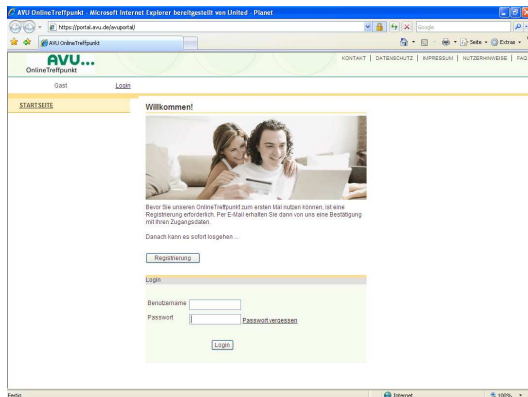 AVU OnlineTreffpunkt - Microsoft Internet Explorer bereitgestellt von United - Planet
https://portal.avu.de/avuportal/
Google
AVU OnlineTreffpunkt
Seite
Extras
AVU...
OnlineTreffpunkt
KONTAKT | DATENSCHUTZ | IMPRESSUM | NUTZERHINWEISE | FAQ
Gast Login
STARTSEITE
Willkommen!
Bevor Sie unseren OnlineTreffpunkt zum ersten Mal nutzen können, ist eine
Registrierung erforderlich. Per E-Mail erhalten Sie dann von uns eine Bestätigung
mit Ihren Zugangsdaten.
Danach kann es sofort losgehen ...
Registrierung
Login
Benutzername
Passwort Passwort vergessen
Login
Fertig Internet 100%